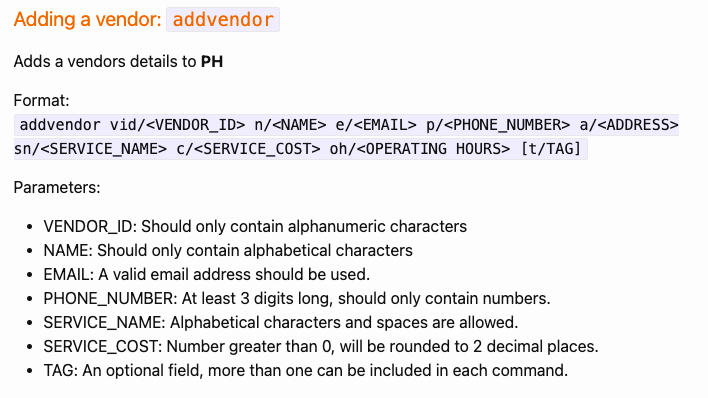 Adding a vendor: addvendor
Adds a vendors details to PH
Format:
addvendor vid/<VENDOR_ID> n/<NAME> e/<EMAIL> p/<PHONE_NUMBER> a/<ADDRESS>
sn/<SERVICE_NAME> c/<SERVICE_COST> oh/<OPERATING HOURS> [t/TAG]
Parameters:
• VENDOR_ID: Should only contain alphanumeric characters
• NAME: Should only contain alphabetical characters
• EMAIL: A valid email address should be used.
• PHONE_NUMBER: At least 3 digits long, should only contain numbers.
• SERVICE_NAME: Alphabetical characters and spaces are allowed.
• SERVICE_COST: Number greater than 0, will be rounded to 2 decimal places.
• TAG: An optional field, more than one can be included in each command.